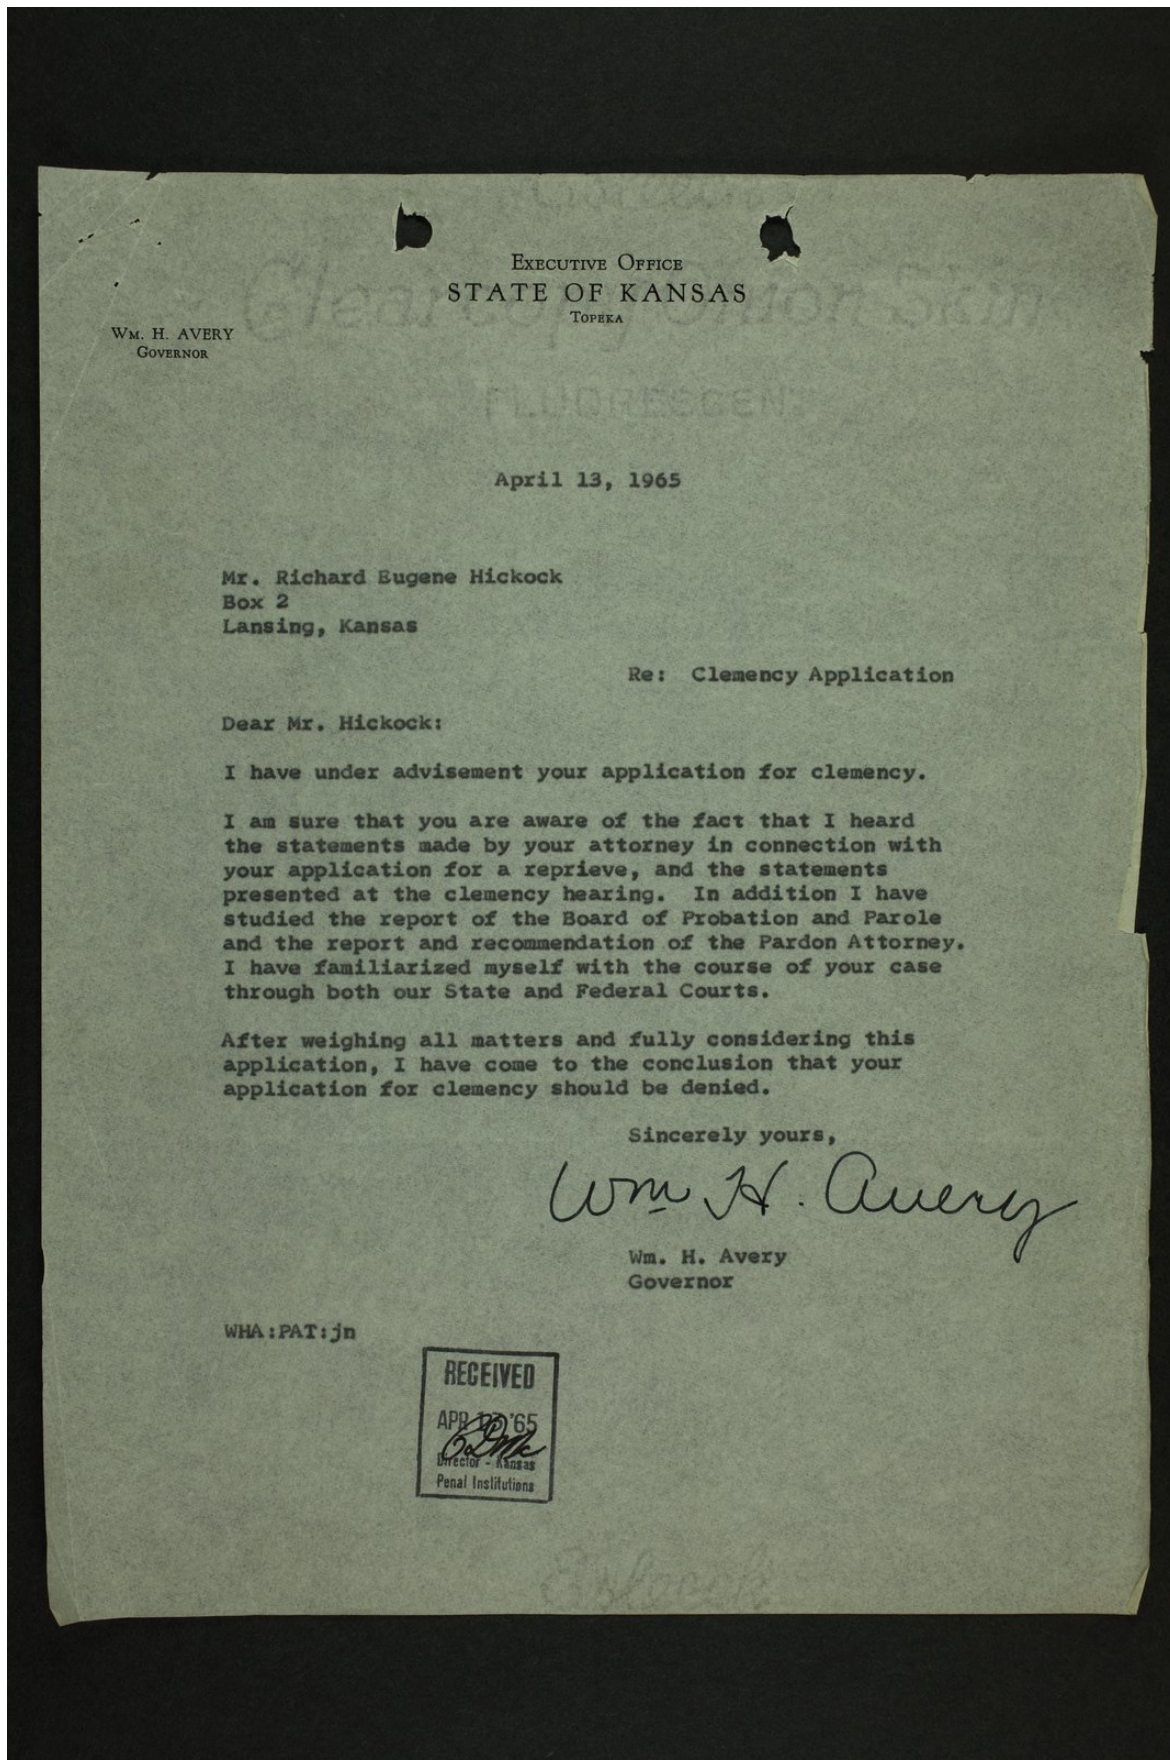 EXECUTIVE OFFICE
STATE OF KANSAS
TOPEKA
WM. H. AVERY
GOVERNOR
FLUORESCENT
April 13, 1965
Mr. Richard Eugene Hickock
Box 2
Lansing, Kansas
Re: Clemency Application
Dear Mr. Hickock:
I have under advisement your application for clemency.
I am sure that you are aware of the fact that I heard
the statements made by your attorney in connection with
your application for a reprieve, and the statements
presented at the clemency hearing. In addition I have
studied the report of the Board of Probation and Parole
and the report and recommendation of the Pardon Attorney.
I have familiarized myself with the course of your case
through both our State and Federal Courts.
After weighing all matters and fully considering this
application, I have come to the conclusion that your
application for clemency should be denied.
Sincerely yours,
Wm H. Avery
Wm. H. Avery
Governor
WHA:PAT:jn
RECEIVED
APR 13 '65
Director - Kansas
Penal Institutions